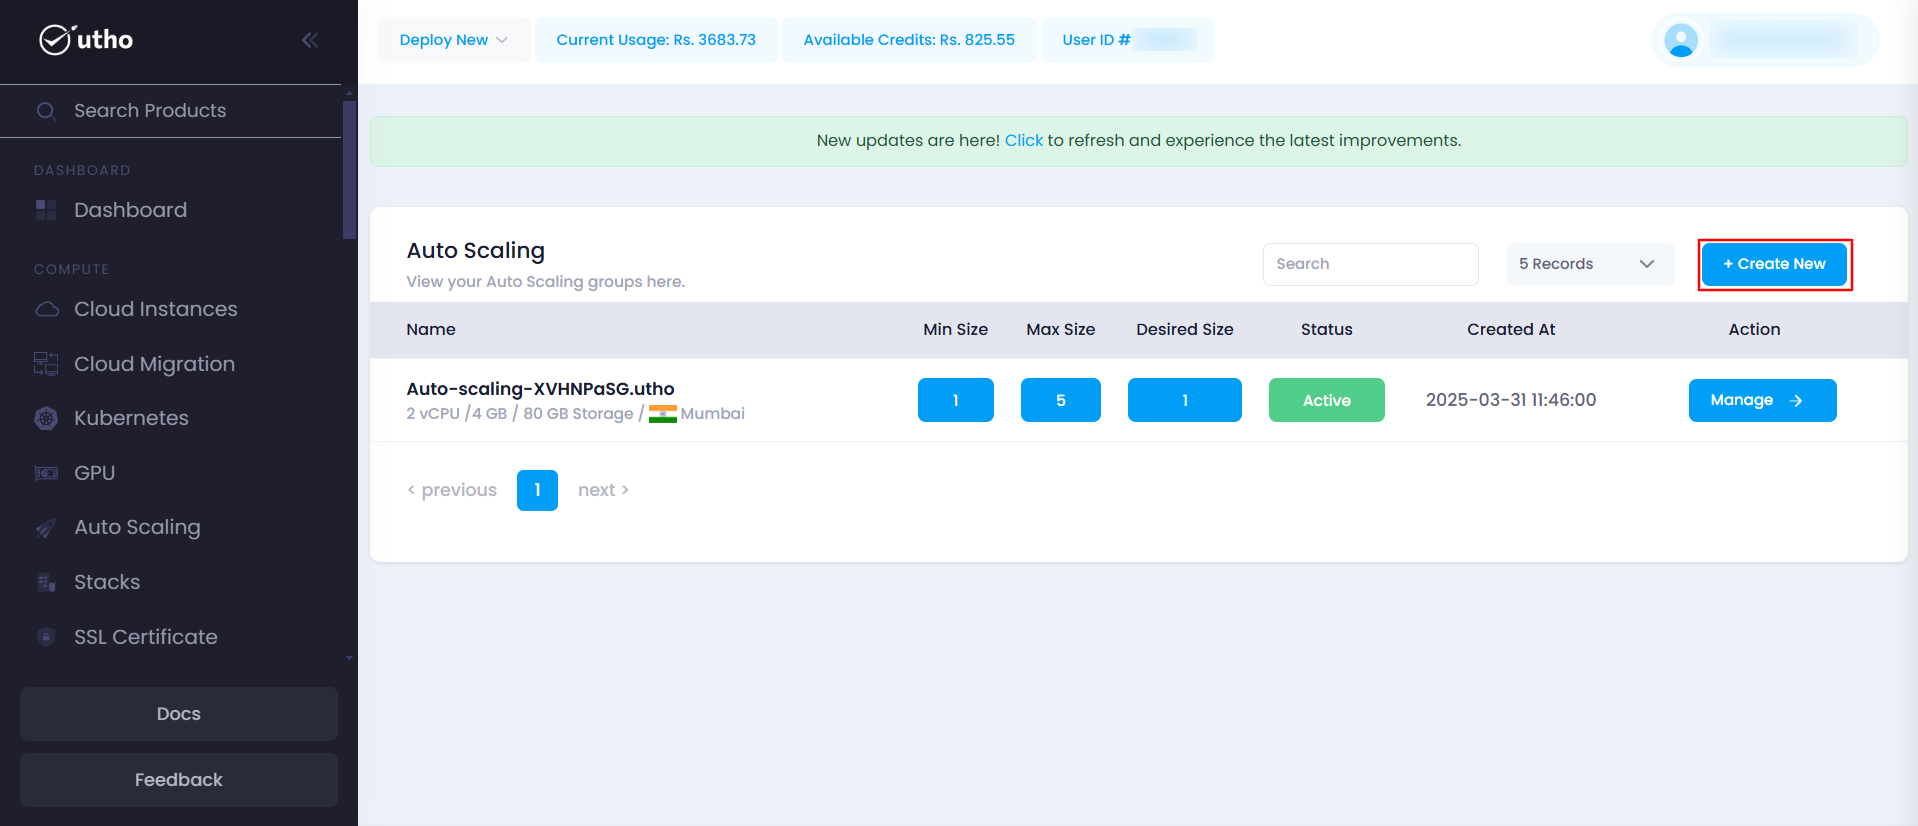 utho
Search Products
DASHBOARD
Dashboard
COMPUTE
Cloud Instances
Cloud Migration
Kubernetes
GPU
Auto Scaling
Stacks
SSL Certificate
Docs
Feedback
Deploy New
Current Usage: Rs. 3683.73
Available Credits: Rs. 825.55
User ID #
New updates are here! Click to refresh and experience the latest improvements.
Auto Scaling
View your Auto Scaling groups here.
Search
5 Records
+ Create New
Name Min Size Max Size Desired Size Status Created At Action
Auto-scaling-XVHNPaSG.utho
2 vCPU /4 GB / 80 GB Storage / Mumbai
1 5 1 Active 2025-03-31 11:46:00 Manage →
< previous 1 next >